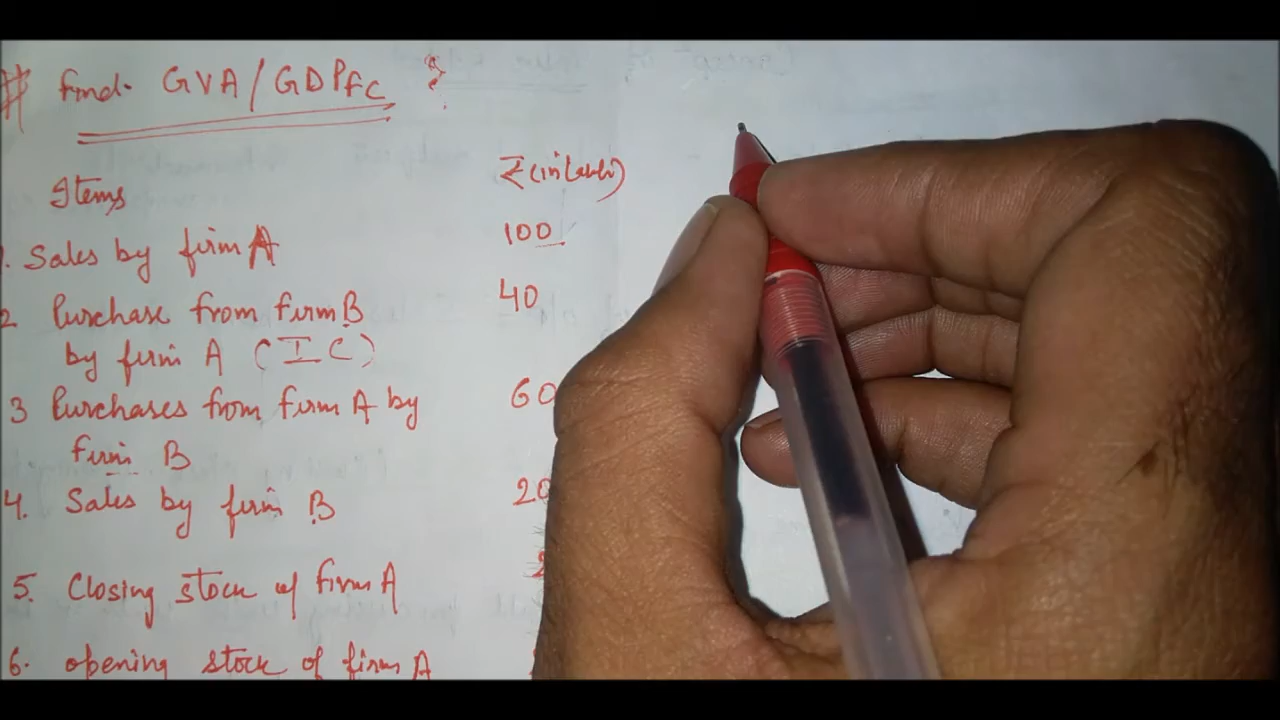 # Find. GVA/GDPFC ?
Items ₹(in lakh)
1. Sales by firm A 100
2 Purchase from firm B 40
by firm A (IC)
3 Purchases from firm A by 60
firm B
4. Sales by firm B
5. Closing stock of firm A
6. opening stock of firm A